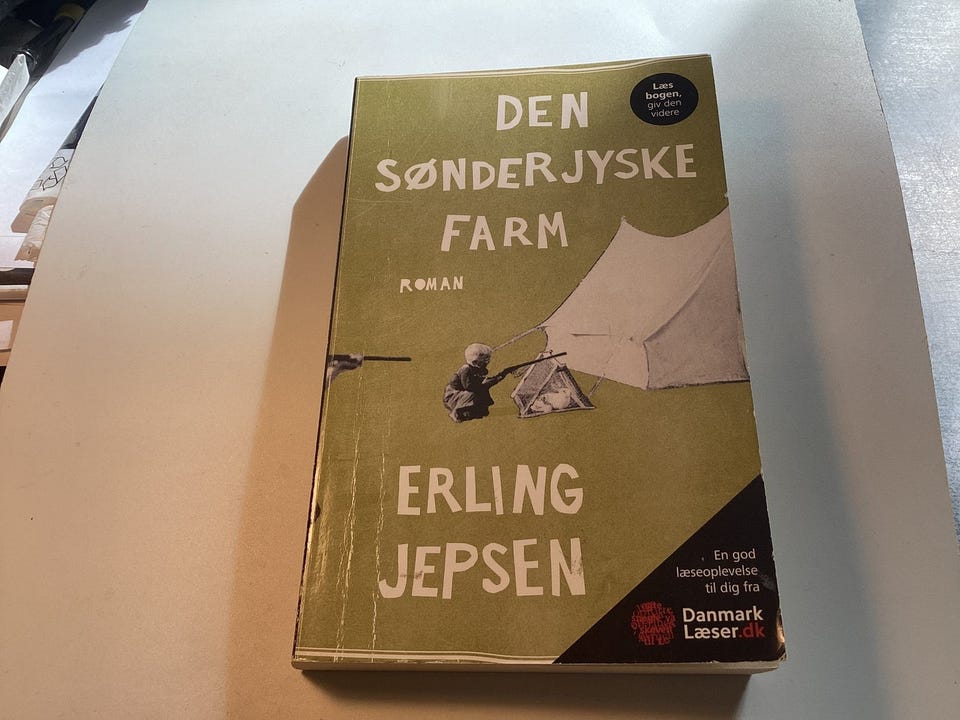 Læs
bogen,
giv den
videre
DEN
SØNDERJYSKE
FARM
ROMAN
ERLING
JEPSEN
En god
læseoplevelse
til dig fra
Danmark
Læser.dk